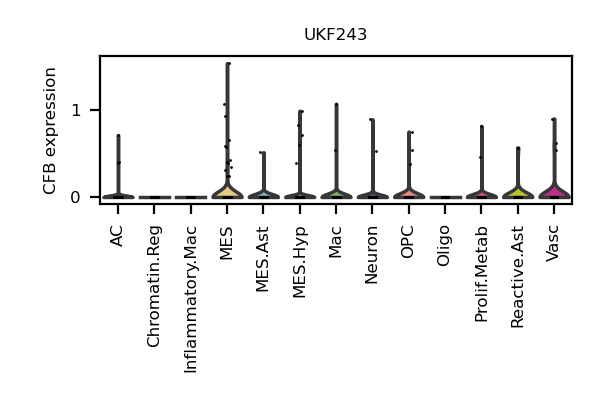 UKF243
CFB expression
1
0
AC
Chromatin.Reg
Inflammatory.Mac
MES
MES.Ast
MES.Hyp
Mac
Neuron
OPC
Oligo
Prolif.Metab
Reactive.Ast
Vasc